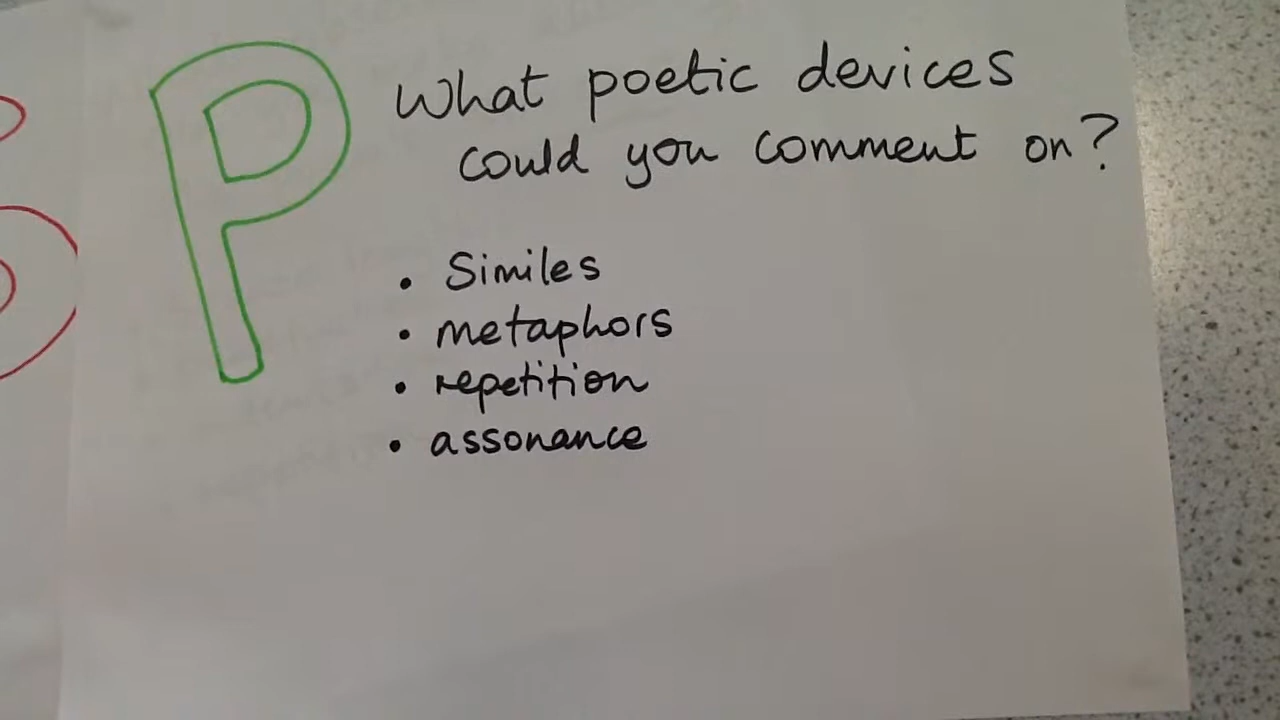 P
What poetic devices
could you comment on?
• Similes
• metaphors
• repetition
• assonance